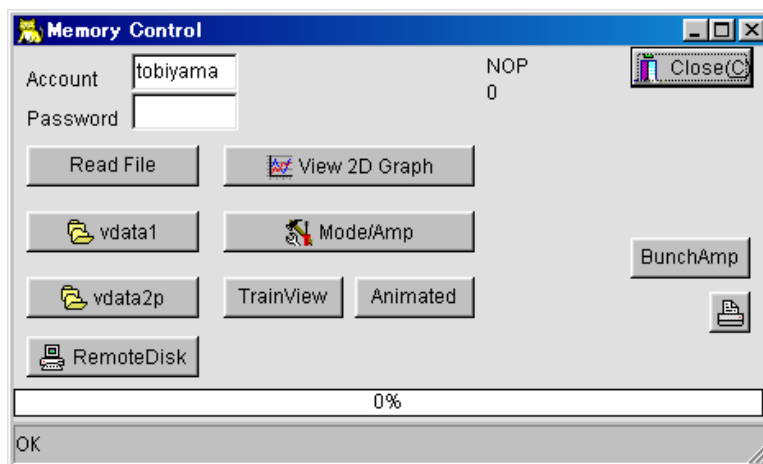 Memory Control
Account tobiyama
NOP
Close(C)
0
Password
Read File
View 2D Graph
vdata1
Mode/Amp
BunchAmp
vdata2p
TrainView
Animated
RemoteDisk
0%
OK